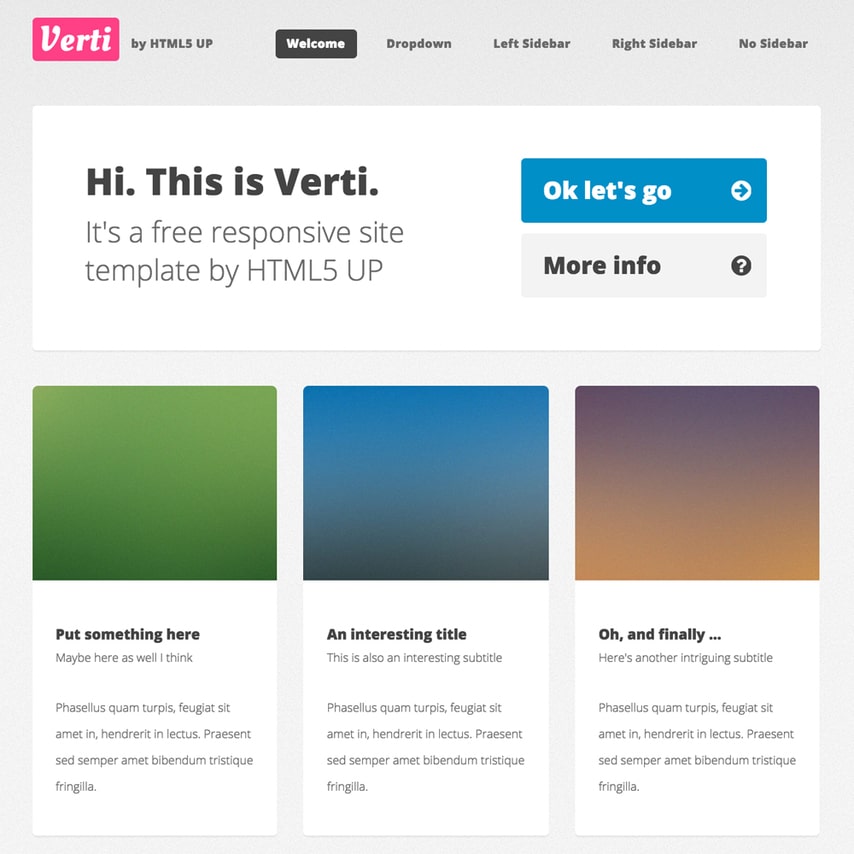 Verti by HTML5 UP
Welcome
Dropdown
Left Sidebar
Right Sidebar
No Sidebar
Hi. This is Verti.
It's a free responsive site
template by HTML5 UP
Ok let's go
More info
Put something here
Maybe here as well I think
Phasellus quam turpis, feugiat sit
amet in, hendrerit in lectus. Praesent
sed semper amet bibendum tristique
fringilla.
An interesting title
This is also an interesting subtitle
Phasellus quam turpis, feugiat sit
amet in, hendrerit in lectus. Praesent
sed semper amet bibendum tristique
fringilla.
Oh, and finally ...
Here's another intriguing subtitle
Phasellus quam turpis, feugiat sit
amet in, hendrerit in lectus. Praesent
sed semper amet bibendum tristique
fringilla.